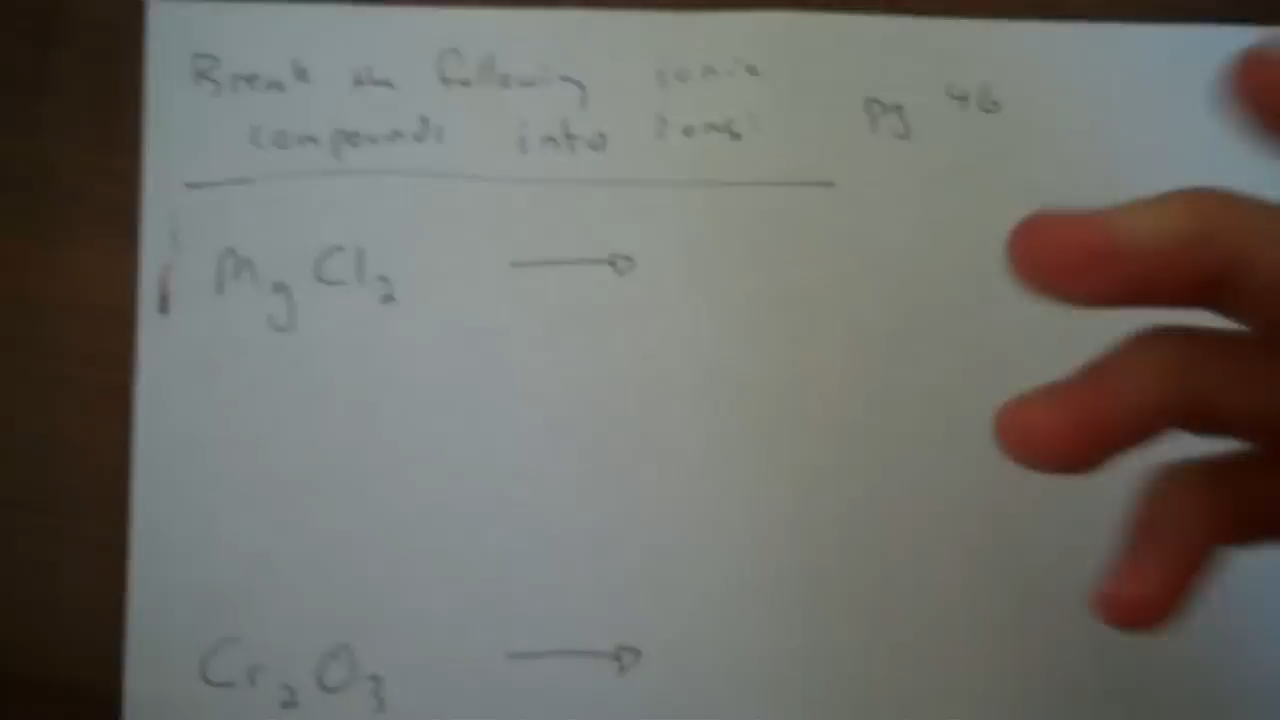 Break the following ionic
compounds into ions:
pg 46
MgCl₂ →
Cr₂O₃ →